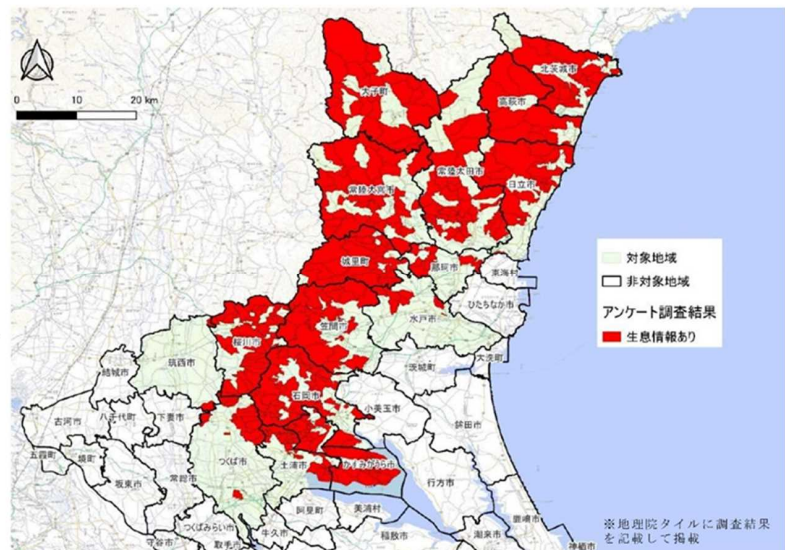 0
10
20 km
北茨城市
大子町
高萩市
常陸太田市
常陸大宮市
日立市
城里町
那珂市
東海村
ひたちなか市
笠間市
水戸市
桜川市
大洗町
筑西市
茨城町
結城市
石岡市
小美玉市
八千代町
下妻市
古河市
鉾田市
五霞町
境町
つくば市
土浦市
かすみがうら市
坂東市
常総市
行方市
阿見町
美浦村
つくばみらい市
牛久市
稲敷市
鹿嶋市
守谷市
取手市
潮来市
神栖市
対象地域
非対象地域
アンケート調査結果
生息情報あり
※地理院タイルに調査結果
を記載して掲載